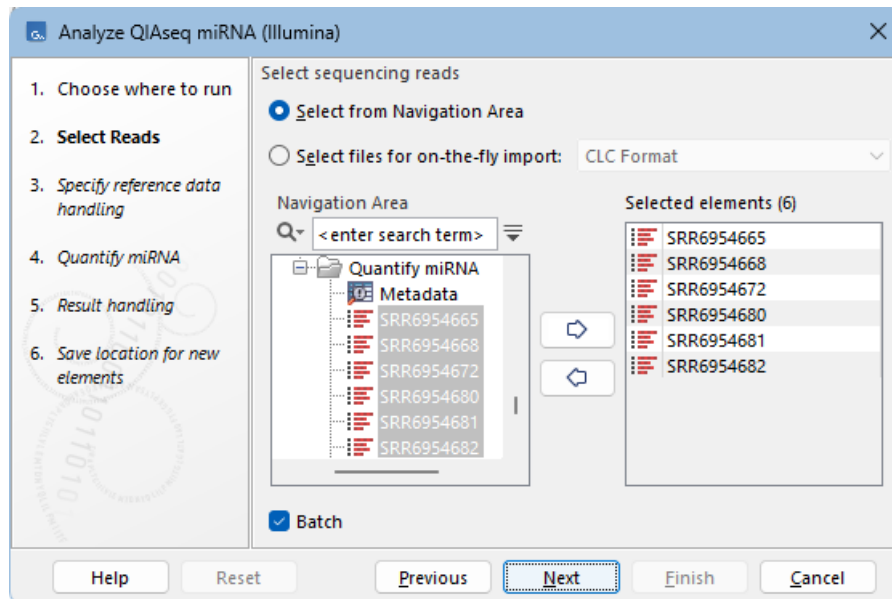 Analyze QIAseq miRNA (Illumina)
1. Choose where to run
2. Select Reads
3. Specify reference data
handling
4. Quantify miRNA
5. Result handling
6. Save location for new
elements
Select sequencing reads
Select from Navigation Area
Select files for on-the-fly import: CLC Format
Navigation Area
<enter search term>
Quantify miRNA
Metadata
SRR6954665
SRR6954668
SRR6954672
SRR6954680
SRR6954681
SRR6954682
Selected elements (6)
SRR6954665
SRR6954668
SRR6954672
SRR6954680
SRR6954681
SRR6954682
Batch
Help Reset Previous Next Finish Cancel